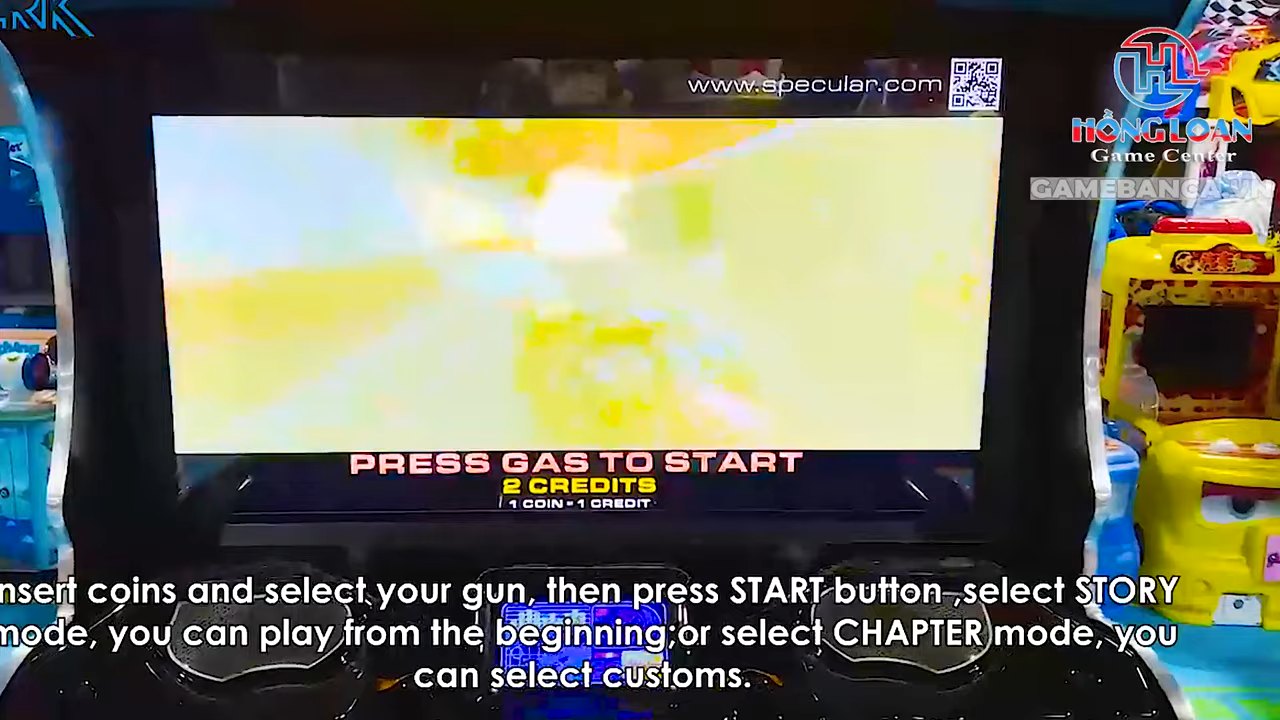 www.specular.com
HỒNG LOAN
Game Center
GAMEBANCA.VN
PRESS GAS TO START
2 CREDITS
1 COIN = 1 CREDIT
nsert coins and select your gun, then press START button ,select STORY
mode, you can play from the beginning;or select CHAPTER mode, you
can select customs.